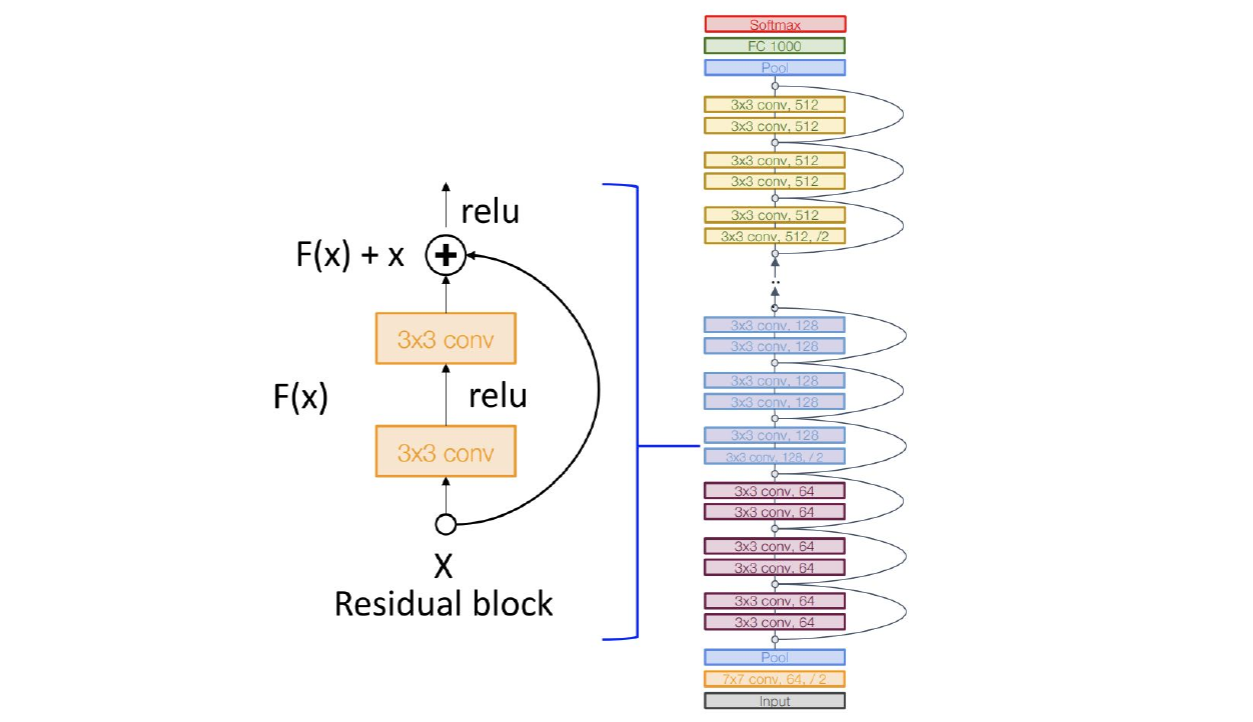 relu
F(x) + x
+
3x3 conv
F(x)
relu
3x3 conv
X
Residual block
Softmax
FC 1000
Pool
3x3 conv, 512
3x3 conv, 512
3x3 conv, 512
3x3 conv, 512
3x3 conv, 512
3x3 conv, 512, /2
..
3x3 conv, 128
3x3 conv, 128
3x3 conv, 128
3x3 conv, 128
3x3 conv, 128
3x3 conv, 128, / 2
3x3 conv, 64
3x3 conv, 64
3x3 conv, 64
3x3 conv, 64
3x3 conv, 64
3x3 conv, 64
Pool
7x7 conv, 64, / 2
Input